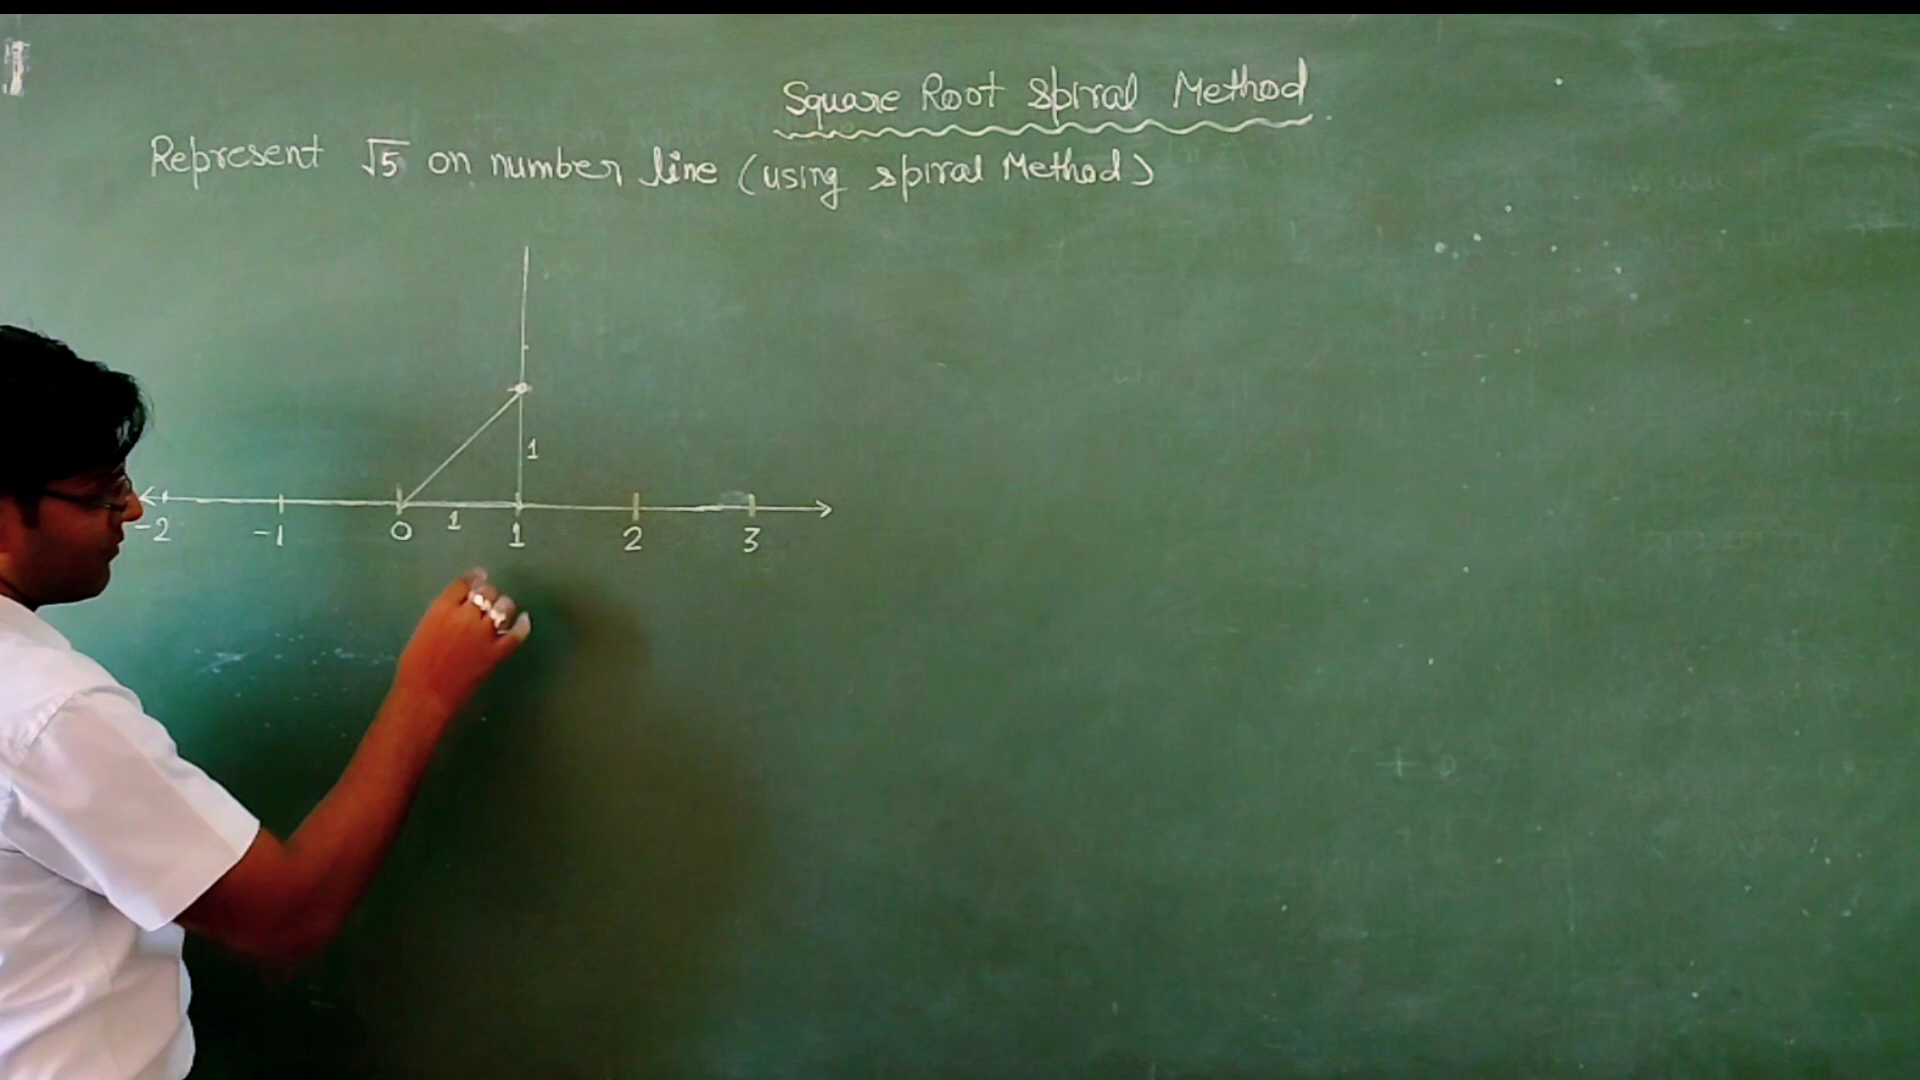 Square Root Spiral Method
Represent √5 on number line (using spiral Method)
1
-2 -1 0 1 1 2 3